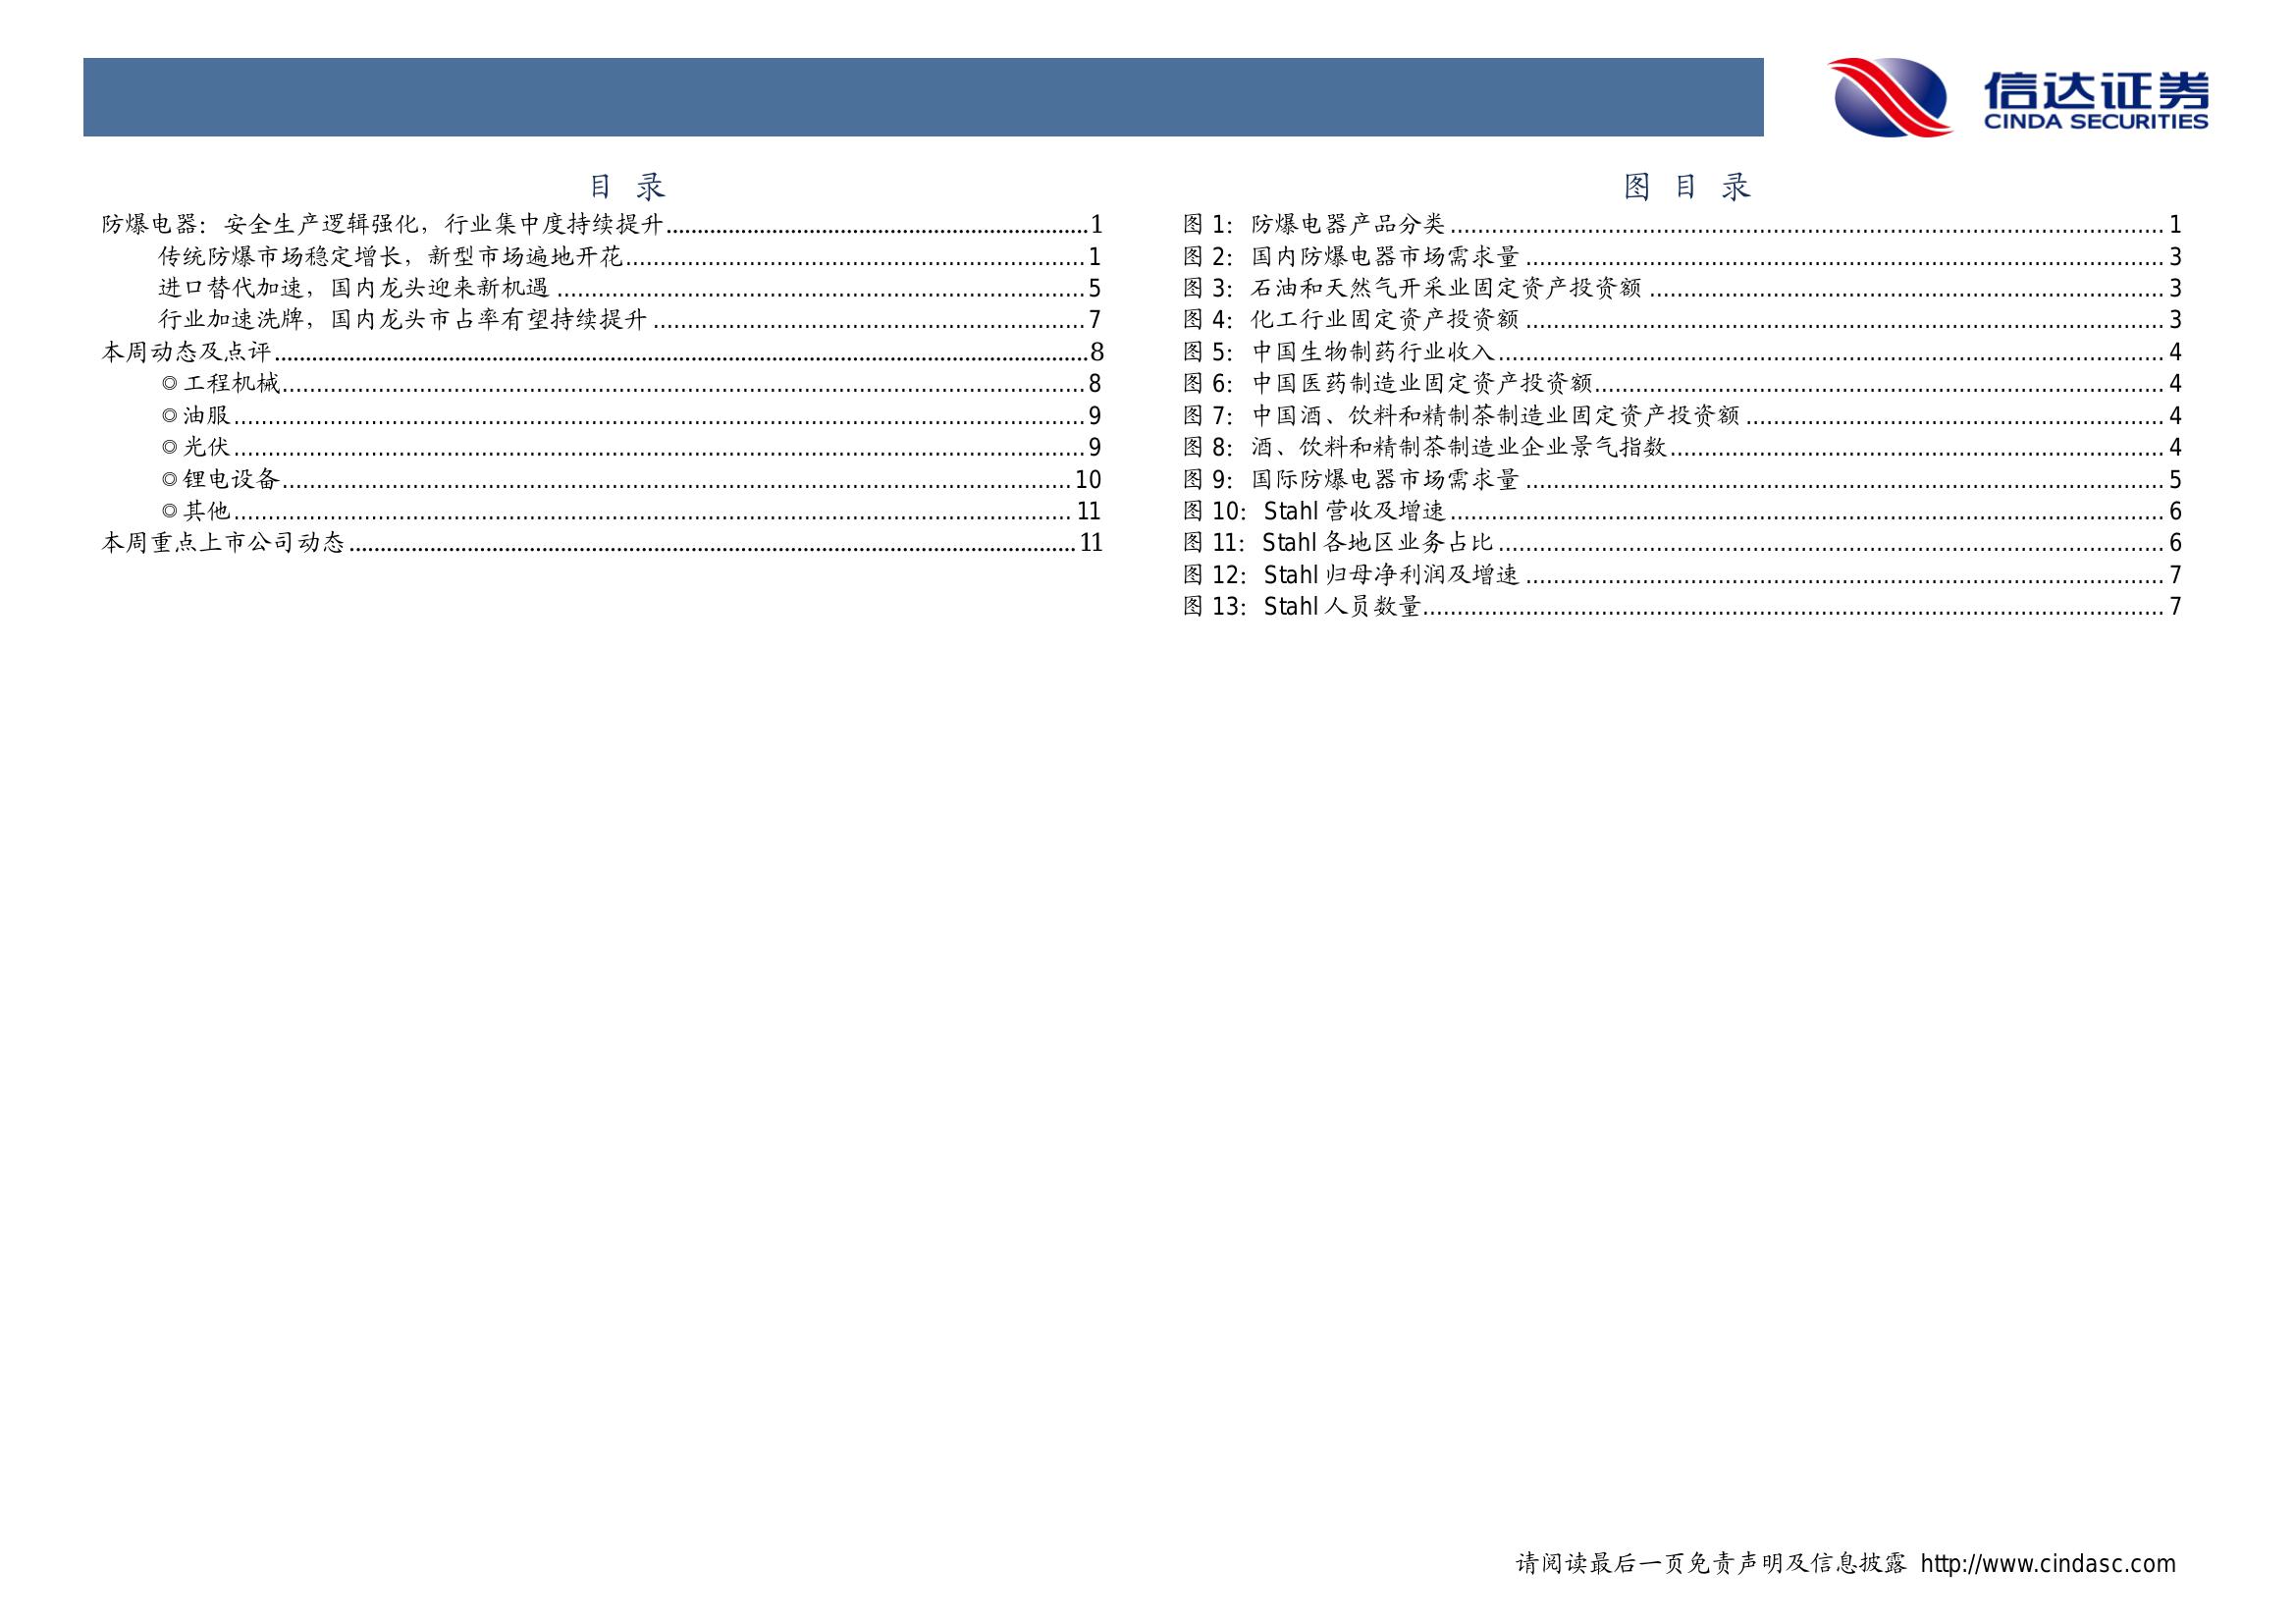 信达证券
CINDA SECURITIES
目 录
防爆电器：安全生产逻辑强化，行业集中度持续提升 1
传统防爆市场稳定增长，新型市场遍地开花 1
进口替代加速，国内龙头迎来新机遇 5
行业加速洗牌，国内龙头市占率有望持续提升 7
本周动态及点评 8
◎工程机械 8
◎油服 9
◎光伏 9
◎锂电设备 10
◎其他 11
本周重点上市公司动态 11
图 目 录
图 1：防爆电器产品分类 1
图 2：国内防爆电器市场需求量 3
图 3：石油和天然气开采业固定资产投资额 3
图 4：化工行业固定资产投资额 3
图 5：中国生物制药行业收入 4
图 6：中国医药制造业固定资产投资额 4
图 7：中国酒、饮料和精制茶制造业固定资产投资额 4
图 8：酒、饮料和精制茶制造业企业景气指数 4
图 9：国际防爆电器市场需求量 5
图 10：Stahl 营收及增速 6
图 11：Stahl 各地区业务占比 6
图 12：Stahl 归母净利润及增速 7
图 13：Stahl 人员数量 7
请阅读最后一页免责声明及信息披露 http://www.cindasc.com